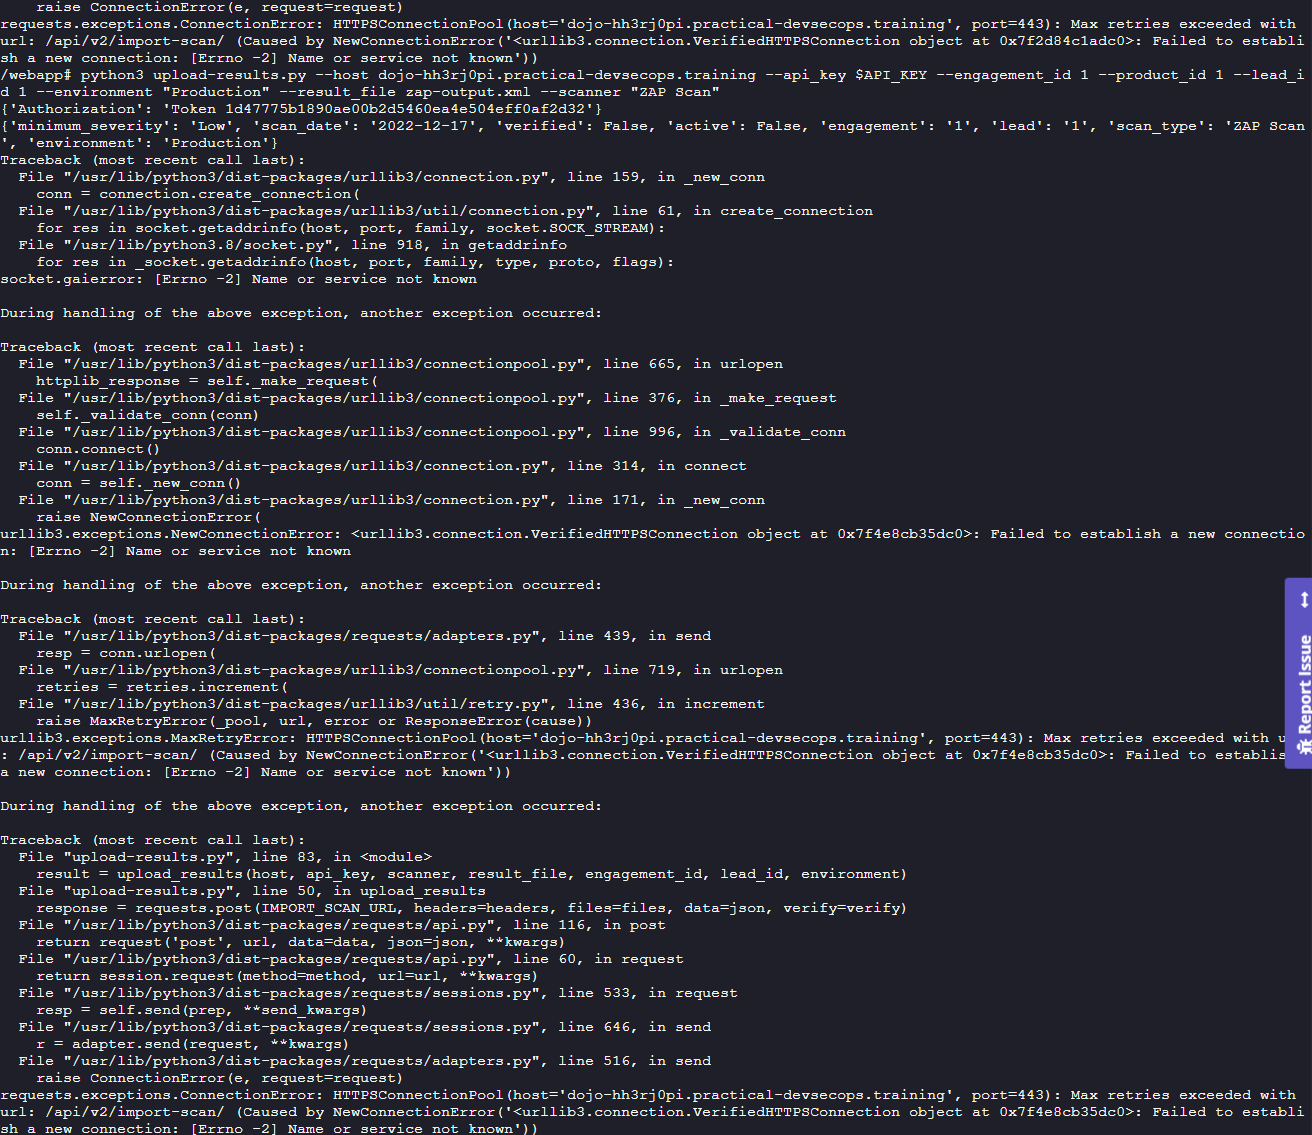 raise ConnectionError(e, request=request)
requests.exceptions.ConnectionError: HTTPSConnectionPool(host='dojo-hh3rj0pi.practical-devsecops.training', port=443): Max retries exceeded with
url: /api/v2/import-scan/ (Caused by NewConnectionError('<urllib3.connection.VerifiedHTTPSConnection object at 0x7f2d84c1adc0>: Failed to establi
sh a new connection: [Errno -2] Name or service not known'))
/webapp# python3 upload-results.py --host dojo-hh3rj0pi.practical-devsecops.training --api_key $API_KEY --engagement_id 1 --product_id 1 --lead_i
d 1 --environment "Production" --result_file zap-output.xml --scanner "ZAP Scan"
{'Authorization': 'Token 1d47775b1890ae00b2d5460ea4e504eff0af2d32'}
{'minimum_severity': 'Low', 'scan_date': '2022-12-17', 'verified': False, 'active': False, 'engagement': '1', 'lead': '1', 'scan_type': 'ZAP Scan
', 'environment': 'Production'}
Traceback (most recent call last):
  File "/usr/lib/python3/dist-packages/urllib3/connection.py", line 159, in _new_conn
    conn = connection.create_connection(
  File "/usr/lib/python3/dist-packages/urllib3/util/connection.py", line 61, in create_connection
    for res in socket.getaddrinfo(host, port, family, socket.SOCK_STREAM):
  File "/usr/lib/python3.8/socket.py", line 918, in getaddrinfo
    for res in _socket.getaddrinfo(host, port, family, type, proto, flags):
socket.gaierror: [Errno -2] Name or service not known

During handling of the above exception, another exception occurred:

Traceback (most recent call last):
  File "/usr/lib/python3/dist-packages/urllib3/connectionpool.py", line 665, in urlopen
    httplib_response = self._make_request(
  File "/usr/lib/python3/dist-packages/urllib3/connectionpool.py", line 376, in _make_request
    self._validate_conn(conn)
  File "/usr/lib/python3/dist-packages/urllib3/connectionpool.py", line 996, in _validate_conn
    conn.connect()
  File "/usr/lib/python3/dist-packages/urllib3/connection.py", line 314, in connect
    conn = self._new_conn()
  File "/usr/lib/python3/dist-packages/urllib3/connection.py", line 171, in _new_conn
    raise NewConnectionError(
urllib3.exceptions.NewConnectionError: <urllib3.connection.VerifiedHTTPSConnection object at 0x7f4e8cb35dc0>: Failed to establish a new connectio
n: [Errno -2] Name or service not known

During handling of the above exception, another exception occurred:

Traceback (most recent call last):
  File "/usr/lib/python3/dist-packages/requests/adapters.py", line 439, in send
    resp = conn.urlopen(
  File "/usr/lib/python3/dist-packages/urllib3/connectionpool.py", line 719, in urlopen
    retries = retries.increment(
  File "/usr/lib/python3/dist-packages/urllib3/util/retry.py", line 436, in increment
    raise MaxRetryError(_pool, url, error or ResponseError(cause))
urllib3.exceptions.MaxRetryError: HTTPSConnectionPool(host='dojo-hh3rj0pi.practical-devsecops.training', port=443): Max retries exceeded with u
: /api/v2/import-scan/ (Caused by NewConnectionError('<urllib3.connection.VerifiedHTTPSConnection object at 0x7f4e8cb35dc0>: Failed to establis
a new connection: [Errno -2] Name or service not known'))

During handling of the above exception, another exception occurred:

Traceback (most recent call last):
  File "upload-results.py", line 83, in <module>
    result = upload_results(host, api_key, scanner, result_file, engagement_id, lead_id, environment)
  File "upload-results.py", line 50, in upload_results
    response = requests.post(IMPORT_SCAN_URL, headers=headers, files=files, data=json, verify=verify)
  File "/usr/lib/python3/dist-packages/requests/api.py", line 116, in post
    return request('post', url, data=data, json=json, **kwargs)
  File "/usr/lib/python3/dist-packages/requests/api.py", line 60, in request
    return session.request(method=method, url=url, **kwargs)
  File "/usr/lib/python3/dist-packages/requests/sessions.py", line 533, in request
    resp = self.send(prep, **send_kwargs)
  File "/usr/lib/python3/dist-packages/requests/sessions.py", line 646, in send
    r = adapter.send(request, **kwargs)
  File "/usr/lib/python3/dist-packages/requests/adapters.py", line 516, in send
    raise ConnectionError(e, request=request)
requests.exceptions.ConnectionError: HTTPSConnectionPool(host='dojo-hh3rj0pi.practical-devsecops.training', port=443): Max retries exceeded with
url: /api/v2/import-scan/ (Caused by NewConnectionError('<urllib3.connection.VerifiedHTTPSConnection object at 0x7f4e8cb35dc0>: Failed to establi
sh a new connection: [Errno -2] Name or service not known'))
Report Issue